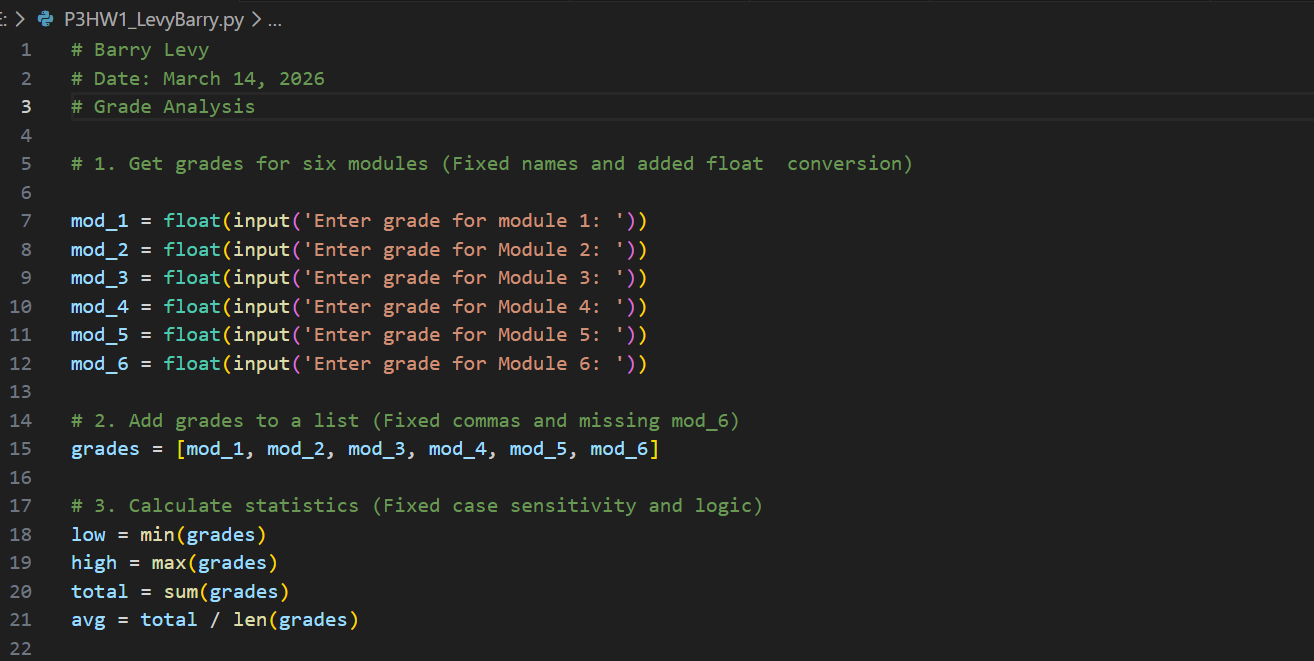 E: > P3HW1_LevyBarry.py > ...
1 # Barry Levy
2 # Date: March 14, 2026
3 # Grade Analysis
4
5 # 1. Get grades for six modules (Fixed names and added float  conversion)
6
7 mod_1 = float(input('Enter grade for module 1: '))
8 mod_2 = float(input('Enter grade for Module 2: '))
9 mod_3 = float(input('Enter grade for Module 3: '))
10 mod_4 = float(input('Enter grade for Module 4: '))
11 mod_5 = float(input('Enter grade for Module 5: '))
12 mod_6 = float(input('Enter grade for Module 6: '))
13
14 # 2. Add grades to a list (Fixed commas and missing mod_6)
15 grades = [mod_1, mod_2, mod_3, mod_4, mod_5, mod_6]
16
17 # 3. Calculate statistics (Fixed case sensitivity and logic)
18 low = min(grades)
19 high = max(grades)
20 total = sum(grades)
21 avg = total / len(grades)
22